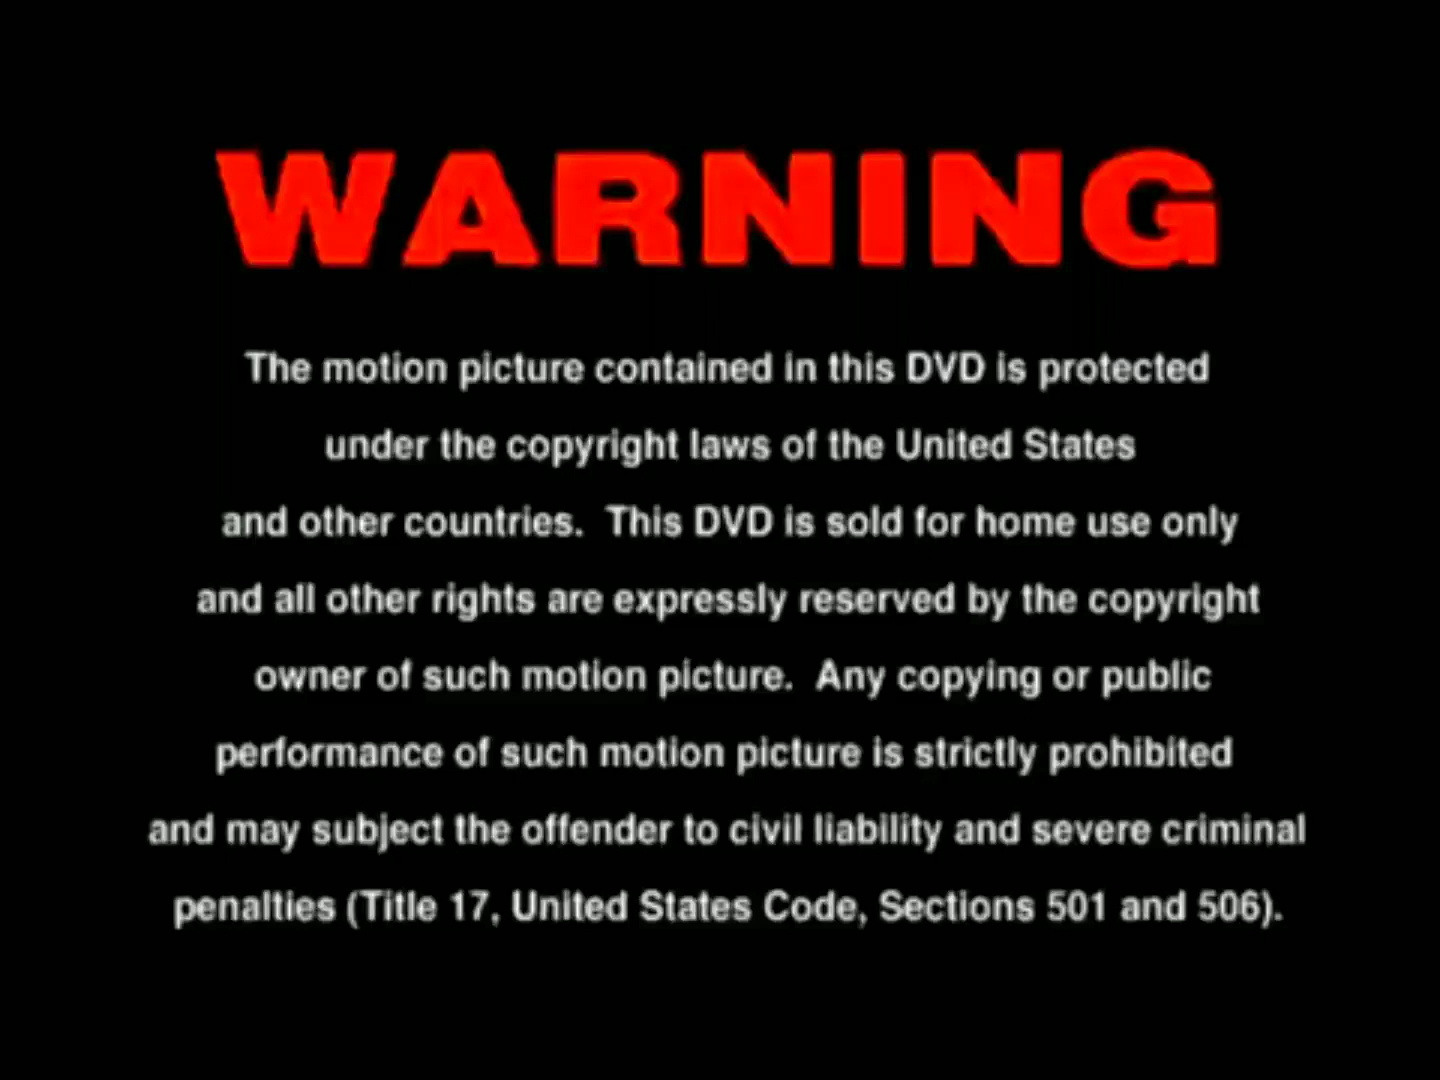 WARNING
The motion picture contained in this DVD is protected
under the copyright laws of the United States
and other countries.  This DVD is sold for home use only
and all other rights are expressly reserved by the copyright
owner of such motion picture.  Any copying or public
performance of such motion picture is strictly prohibited
and may subject the offender to civil liability and severe criminal
penalties (Title 17, United States Code, Sections 501 and 506).